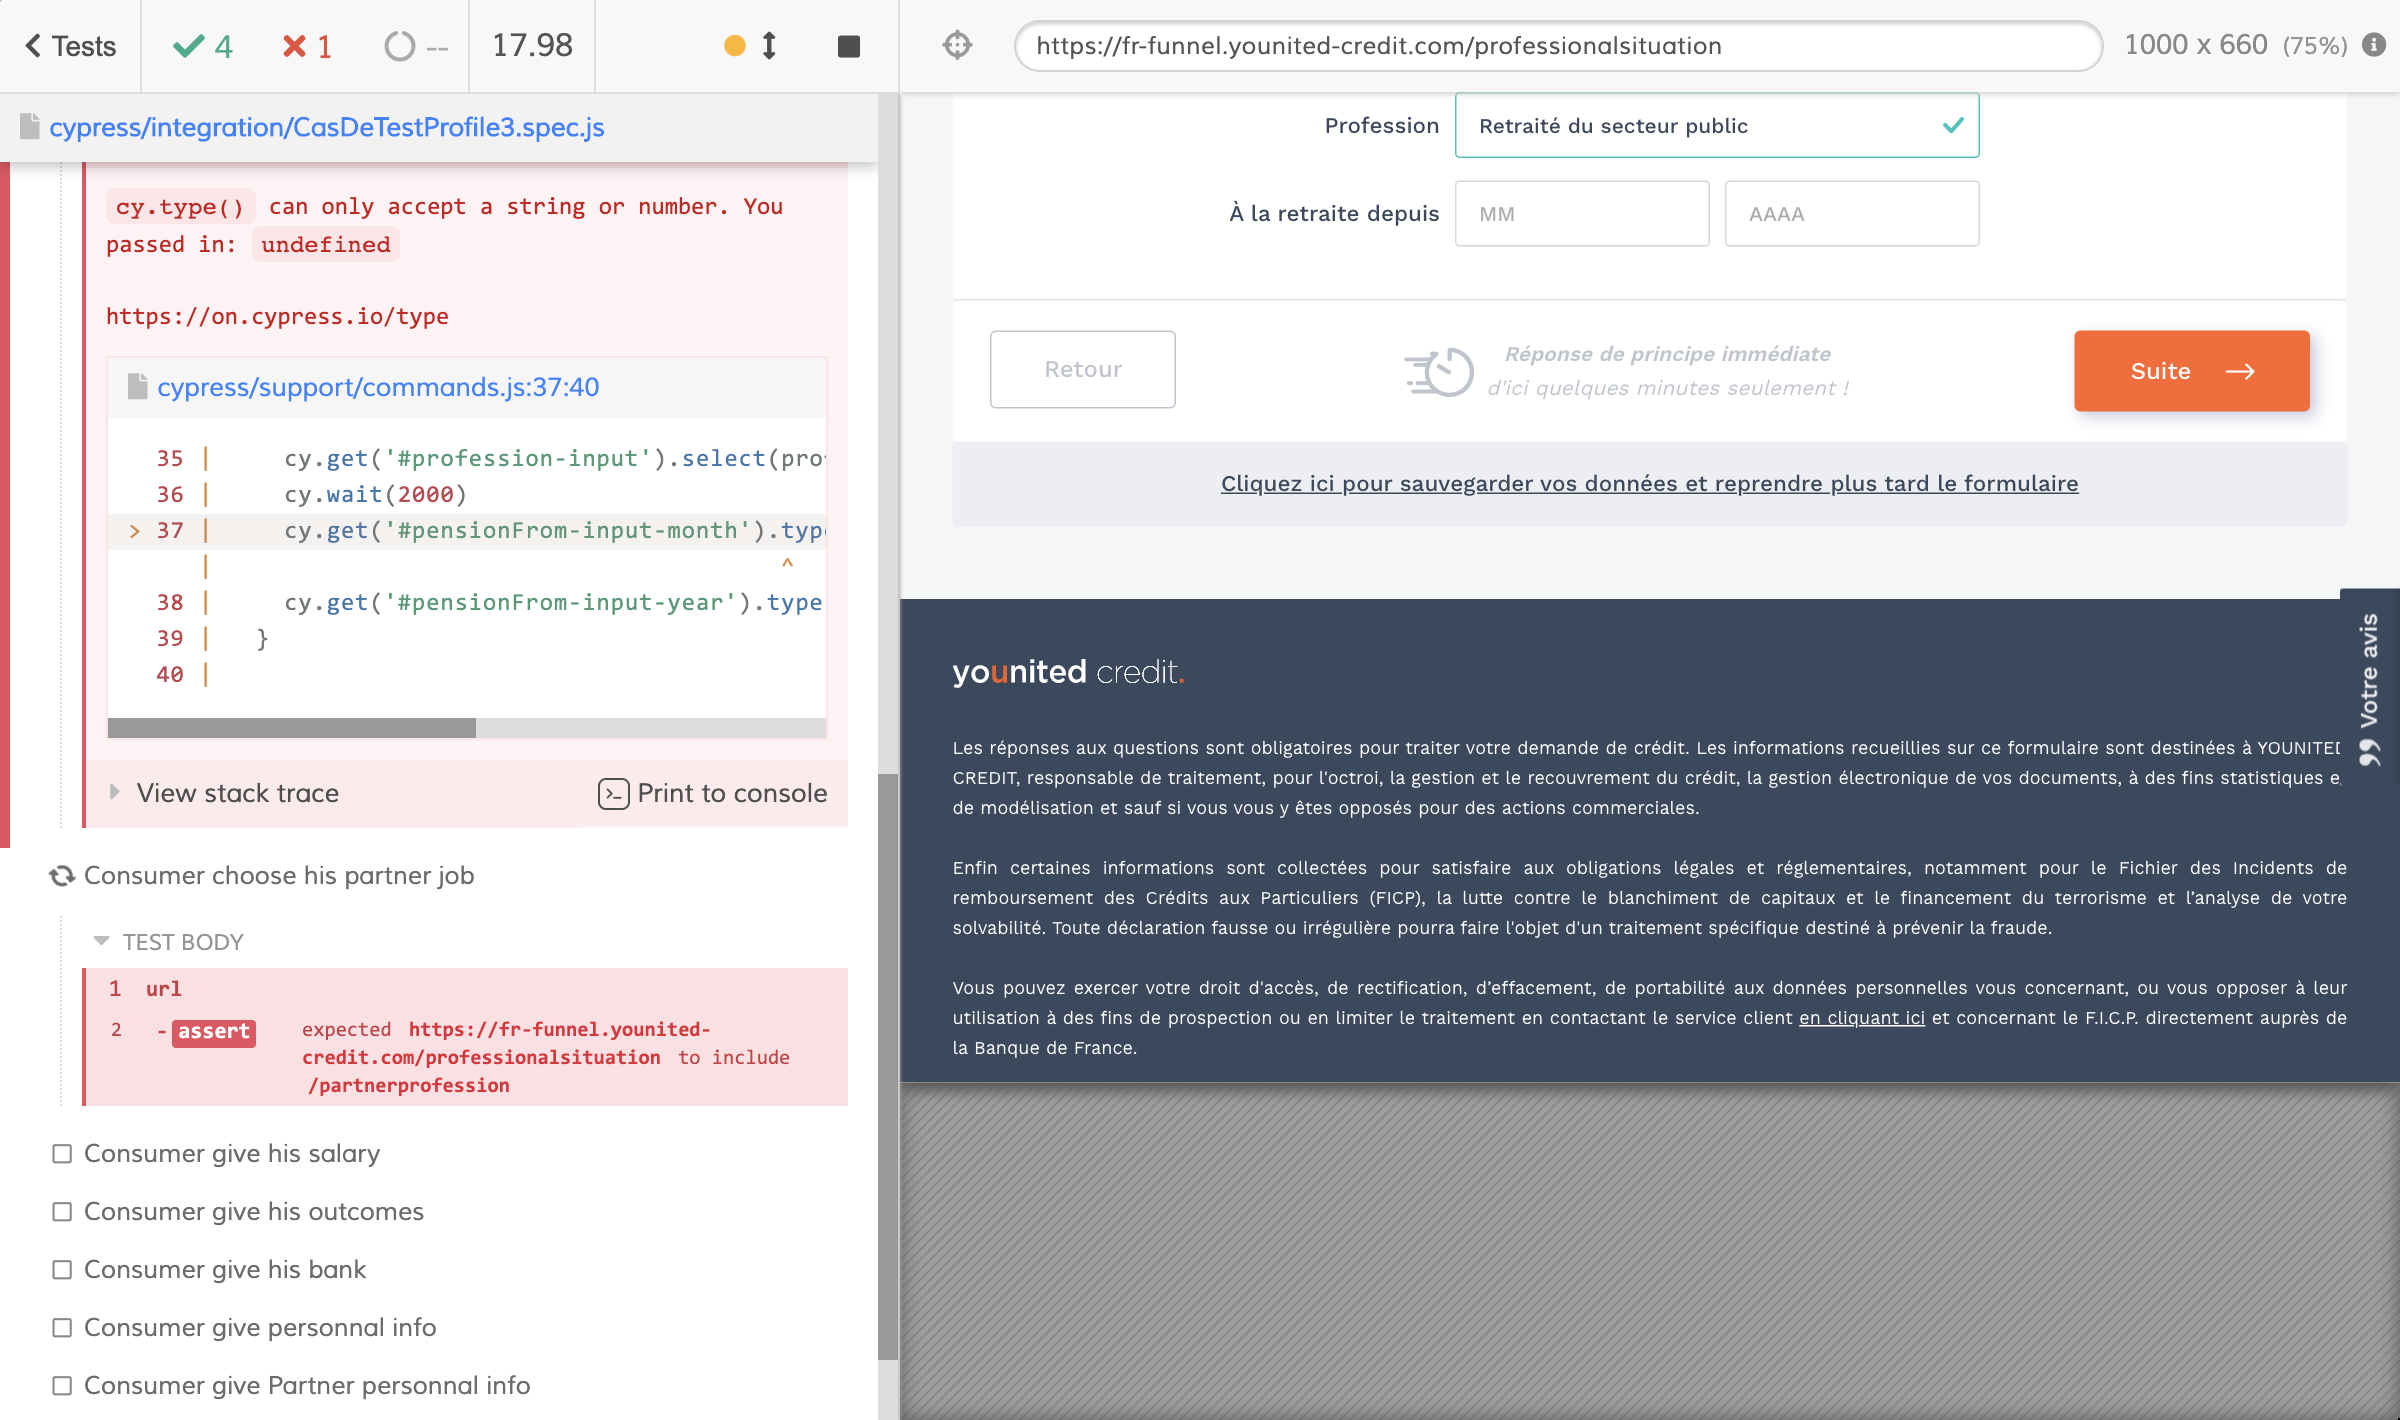 Tests
4
1
--
17.98
https://fr-funnel.younited-credit.com/professionalsituation
1000 x 660 (75%)
cypress/integration/CasDeTestProfile3.spec.js
cy.type() can only accept a string or number. You
passed in: undefined
https://on.cypress.io/type
cypress/support/commands.js:37:40
35 | cy.get('#profession-input').select(pro
36 | cy.wait(2000)
> 37 | cy.get('#pensionFrom-input-month').type
| ^
38 | cy.get('#pensionFrom-input-year').type
39 | }
40 |
View stack trace
Print to console
Consumer choose his partner job
TEST BODY
1 url
2 - assert expected https://fr-funnel.younited-
credit.com/professionalsituation to include
/partnerprofession
Consumer give his salary
Consumer give his outcomes
Consumer give his bank
Consumer give personnal info
Consumer give Partner personnal info
Profession
Retraité du secteur public
À la retraite depuis
MM
AAAA
Retour
Réponse de principe immédiate
d'ici quelques minutes seulement !
Suite
Cliquez ici pour sauvegarder vos données et reprendre plus tard le formulaire
Votre avis
younited credit.
Les réponses aux questions sont obligatoires pour traiter votre demande de crédit. Les informations recueillies sur ce formulaire sont destinées à YOUNITED
CREDIT, responsable de traitement, pour l'octroi, la gestion et le recouvrement du crédit, la gestion électronique de vos documents, à des fins statistiques e
de modélisation et sauf si vous vous y êtes opposés pour des actions commerciales.
Enfin certaines informations sont collectées pour satisfaire aux obligations légales et réglementaires, notamment pour le Fichier des Incidents de
remboursement des Crédits aux Particuliers (FICP), la lutte contre le blanchiment de capitaux et le financement du terrorisme et l’analyse de votre
solvabilité. Toute déclaration fausse ou irrégulière pourra faire l'objet d'un traitement spécifique destiné à prévenir la fraude.
Vous pouvez exercer votre droit d'accès, de rectification, d’effacement, de portabilité aux données personnelles vous concernant, ou vous opposer à leur
utilisation à des fins de prospection ou en limiter le traitement en contactant le service client en cliquant ici et concernant le F.I.C.P. directement auprès de
la Banque de France.